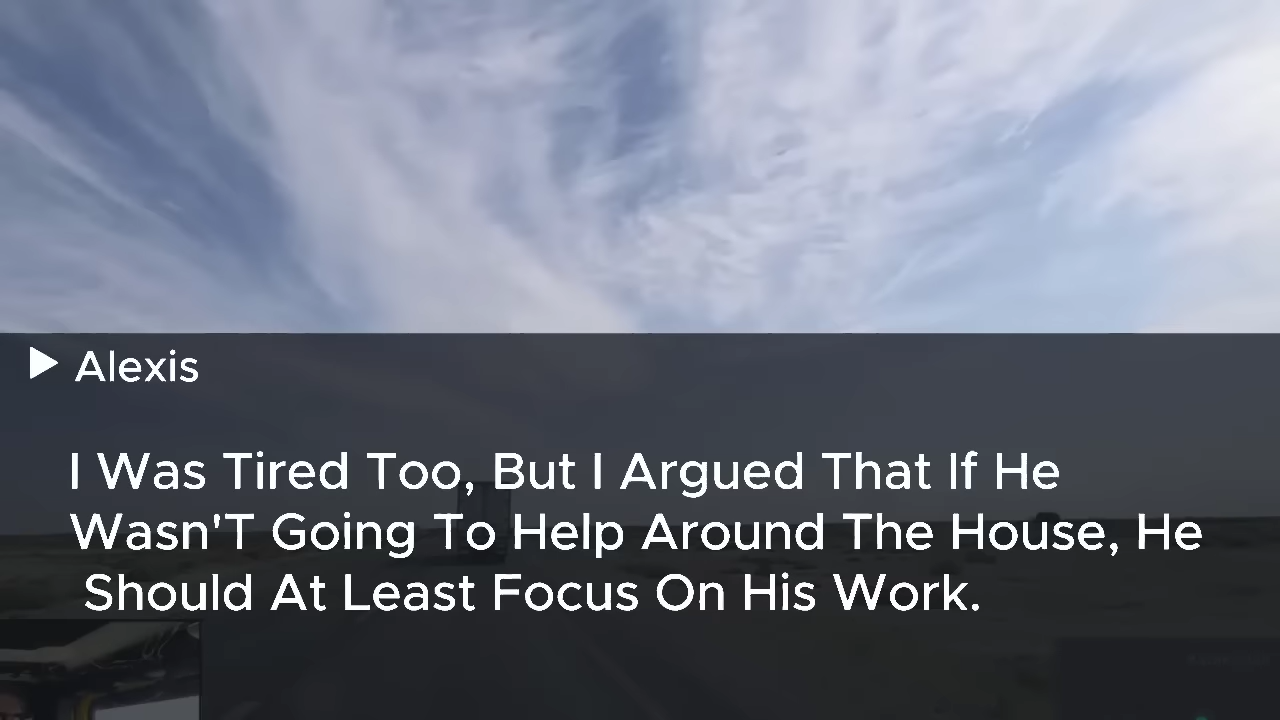 Alexis
I Was Tired Too, But I Argued That If He
Wasn'T Going To Help Around The House, He
Should At Least Focus On His Work.